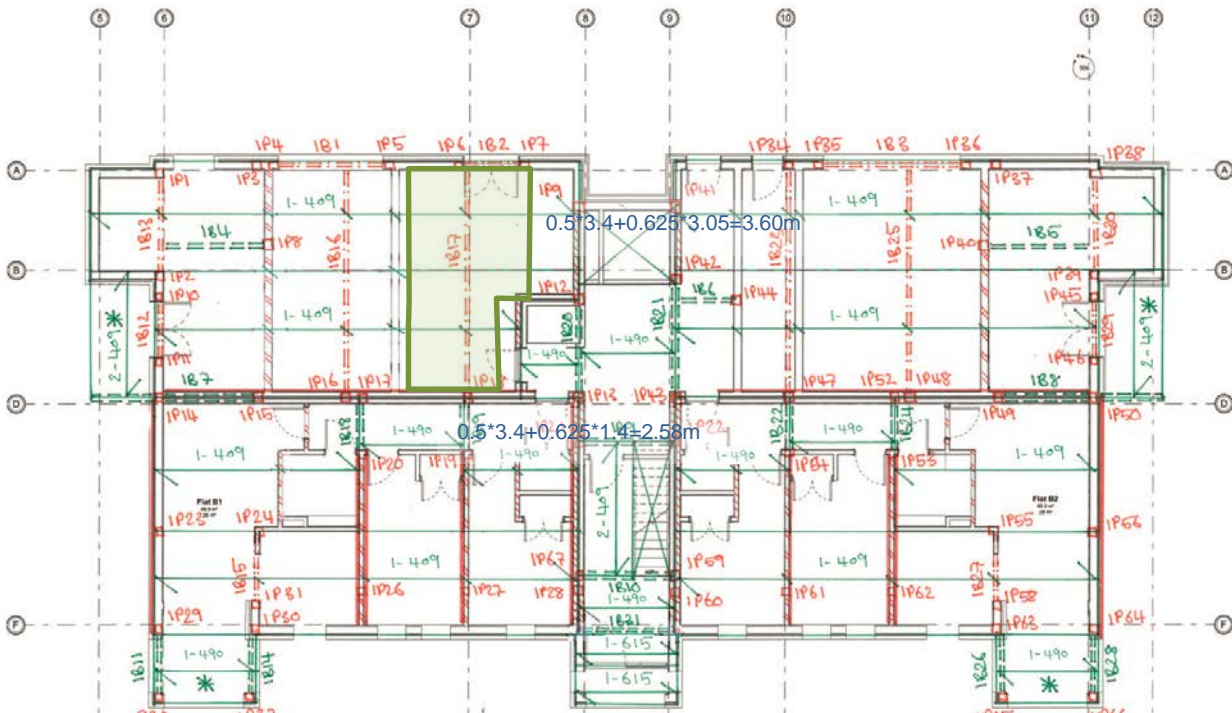 5 6 7 8 9 10 11 12
1P4 1B1 1P5 1P6 1B2 1P7 1P34 1P35 1B3 1P36 1P38
A 1P1 1P3 1P9 1P41 1P37 A
1-409 1-409
0.5*3.4+0.625*3.05=3.60m
1B13 1B4 1P8 1B16 1B17 1B23 1B25 1P40 1B5 1B30
B 1P2 1P42 1P39 B
1P10 1P12 1B6 1P44 1P45
2-409 1B12 1-409 1B20 1B21 1-409 1B29 2-409
1-490 1-490
1P11 1P46
1B7 1P16 1P17 1P13 1P43 1P47 1P52 1P48 1B8
D 1P14 1P15 1P49 1P50 D
1B18 1-490 1P22 1B22 1-490 1B24
0.5*3.4+0.625*1.4=2.58m
1-409 1P20 1P19 1-490 1-490 1P54 1P53 1-409
Flat B1 Flat B2
1P23 1P24 2-409 1P55 1P56
1-409 1P67 1P59 1-409
1B15 1P31 1P26 1P27 1P28 1B10 1P60 1P61 1P62 1B27 1P58
1-490
F 1P29 1P30 1B31 1P63 1P64 F
1B11 1-490 1B14 1-615 1B26 1-490 1B28
1-615